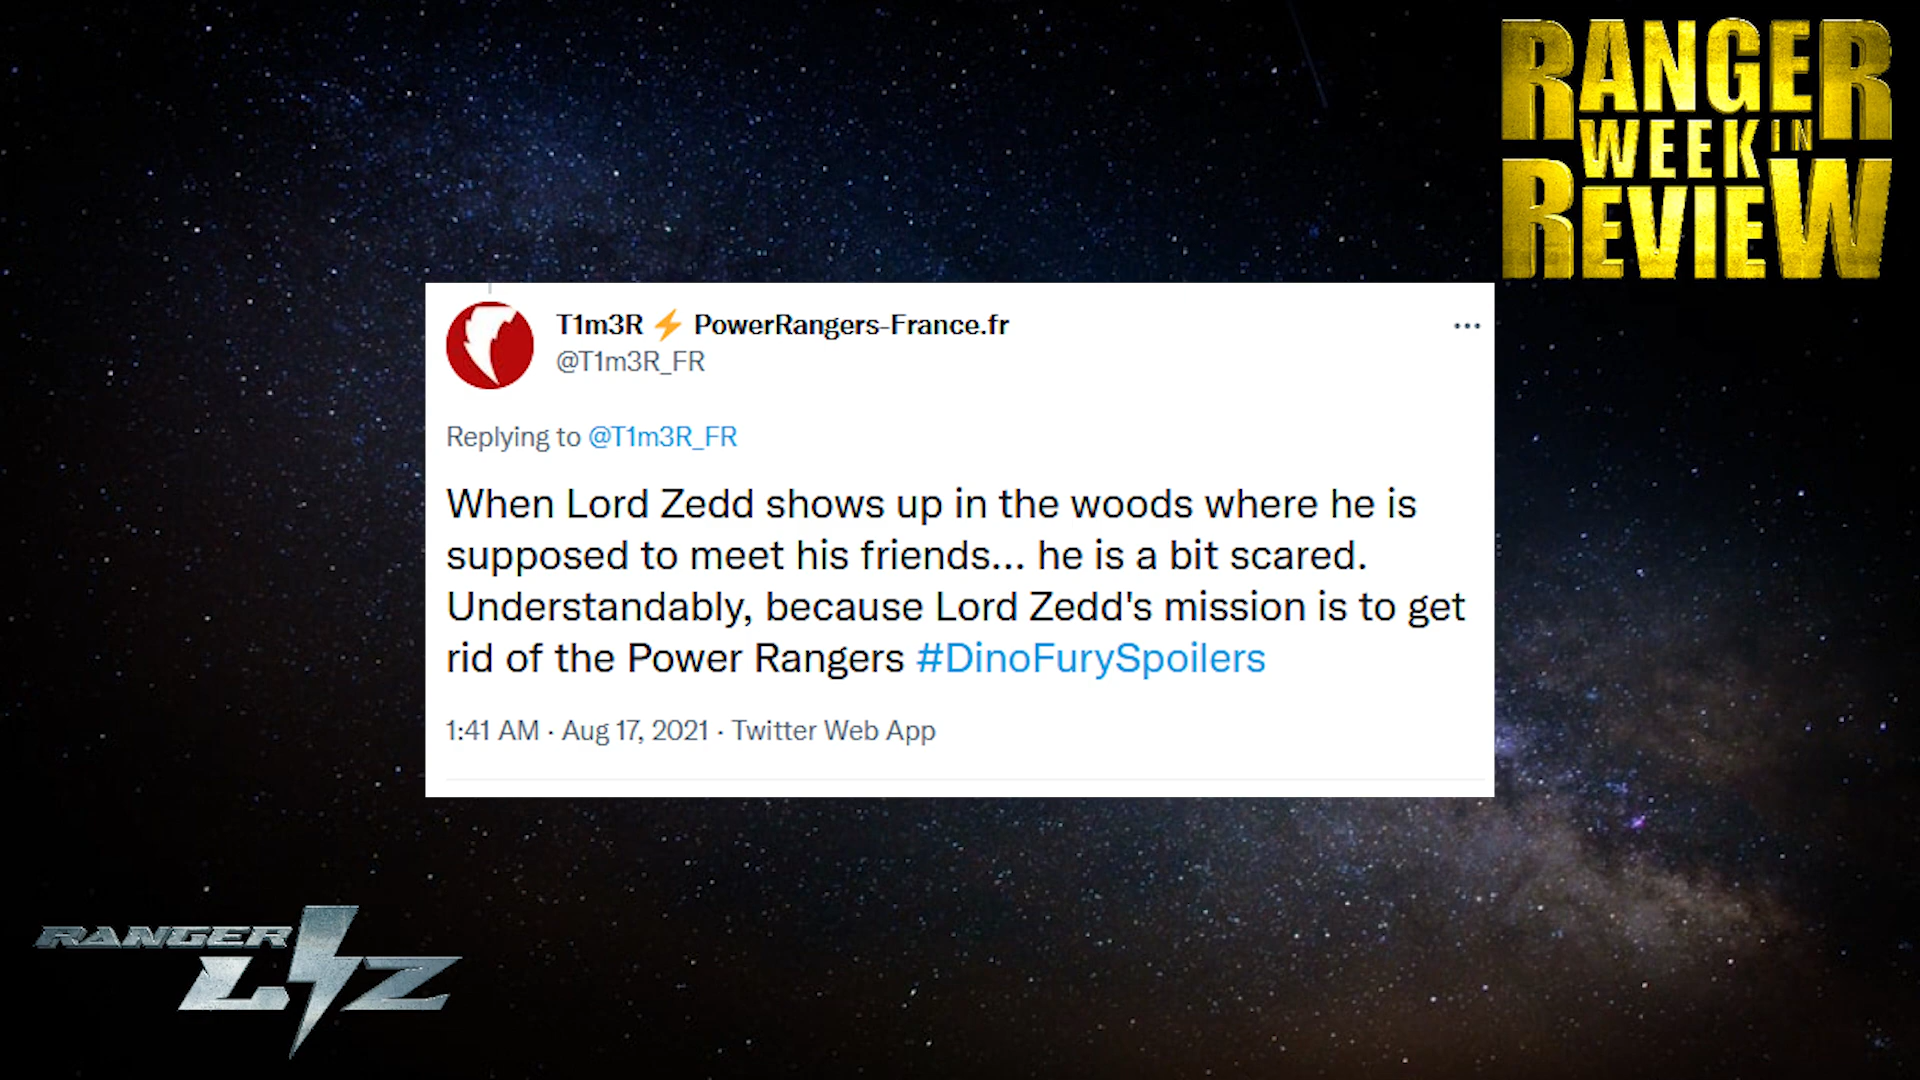 RANGER
WEEK IN
REVIEW
T1m3R ⚡ PowerRangers-France.fr
@T1m3R_FR
Replying to @T1m3R_FR
When Lord Zedd shows up in the woods where he is
supposed to meet his friends... he is a bit scared.
Understandably, because Lord Zedd's mission is to get
rid of the Power Rangers #DinoFurySpoilers
1:41 AM · Aug 17, 2021 · Twitter Web App
RANGER
LIZ